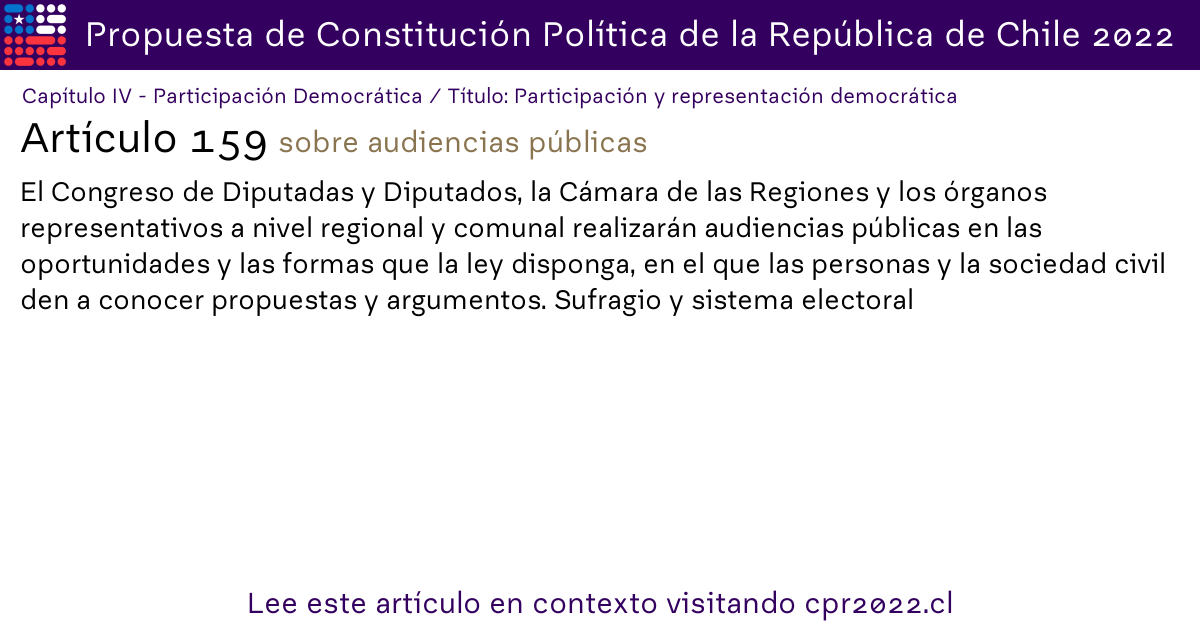 Propuesta de Constitución Política de la República de Chile 2022
Capítulo IV - Participación Democrática / Título: Participación y representación democrática
Artículo 159 sobre audiencias públicas
El Congreso de Diputadas y Diputados, la Cámara de las Regiones y los órganos
representativos a nivel regional y comunal realizarán audiencias públicas en las
oportunidades y las formas que la ley disponga, en el que las personas y la sociedad civil
den a conocer propuestas y argumentos. Sufragio y sistema electoral
Lee este artículo en contexto visitando cpr2022.cl